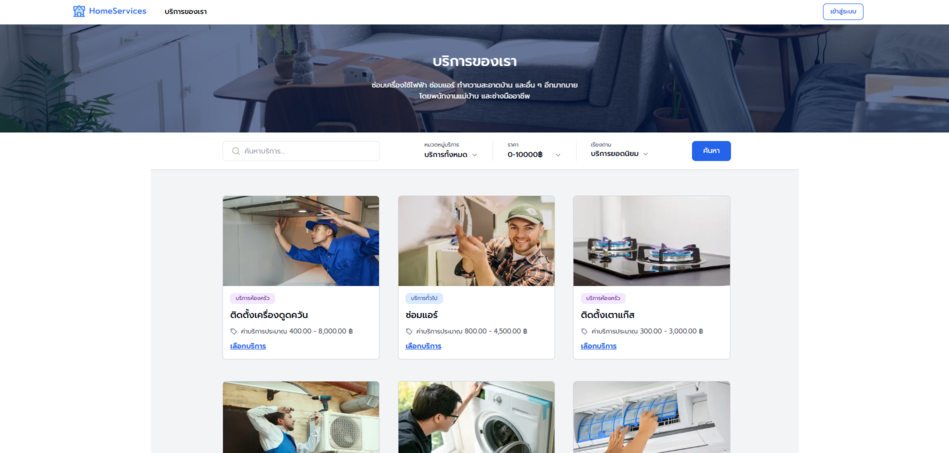 HomeServices
บริการของเรา
เข้าสู่ระบบ
บริการของเรา
ซ่อมเครื่องใช้ไฟฟ้า ซ่อมแอร์ ทำความสะอาดบ้าน และอื่น ๆ อีกมากมาย
โดยพนักงานแม่บ้าน และช่างมืออาชีพ
ค้นหาบริการ..
หมวดหมู่บริการ
บริการทั้งหมด
ราคา
0-10000฿
เรียงตาม
บริการยอดนิยม
ค้นหา
บริการห้องครัว
ติดตั้งเครื่องดูดควัน
ค่าบริการประมาณ 400.00 - 8,000.00 ฿
เลือกบริการ
บริการทั่วไป
ซ่อมแอร์
ค่าบริการประมาณ 800.00 - 4,500.00 ฿
เลือกบริการ
บริการห้องครัว
ติดตั้งเตาแก๊ส
ค่าบริการประมาณ 300.00 - 3,000.00 ฿
เลือกบริการ